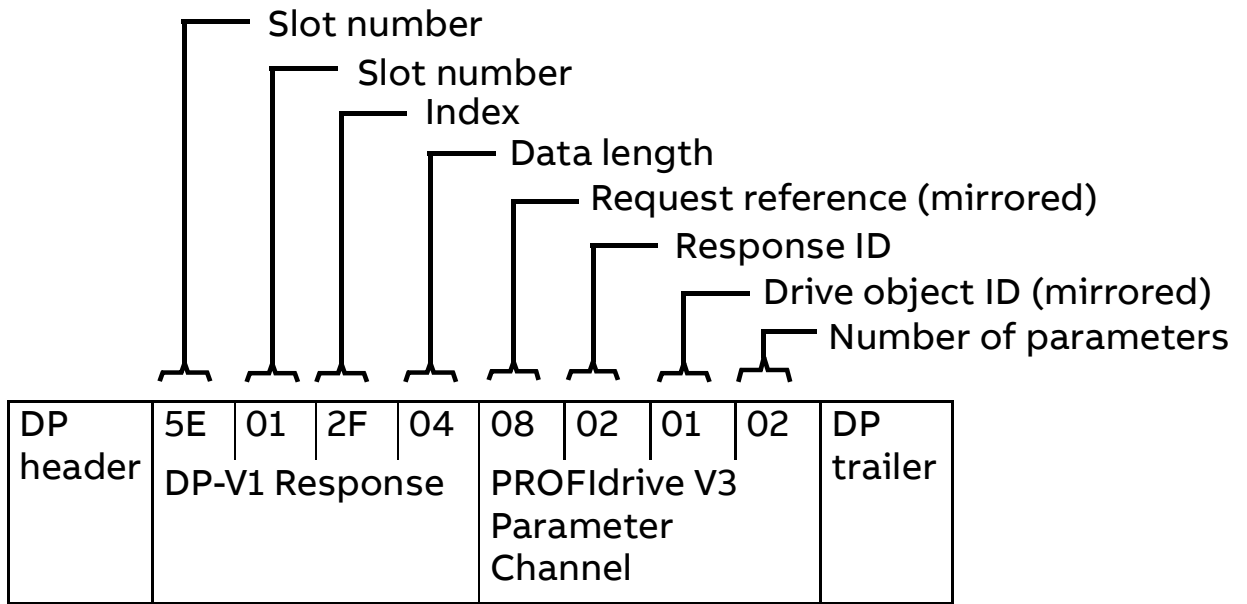 Slot number
Slot number
Index
Data length
Request reference (mirrored)
Response ID
Drive object ID (mirrored)
Number of parameters
DP header
5E 01 2F 04
DP-V1 Response
08 02 01 02
PROFIdrive V3
Parameter
Channel
DP
trailer